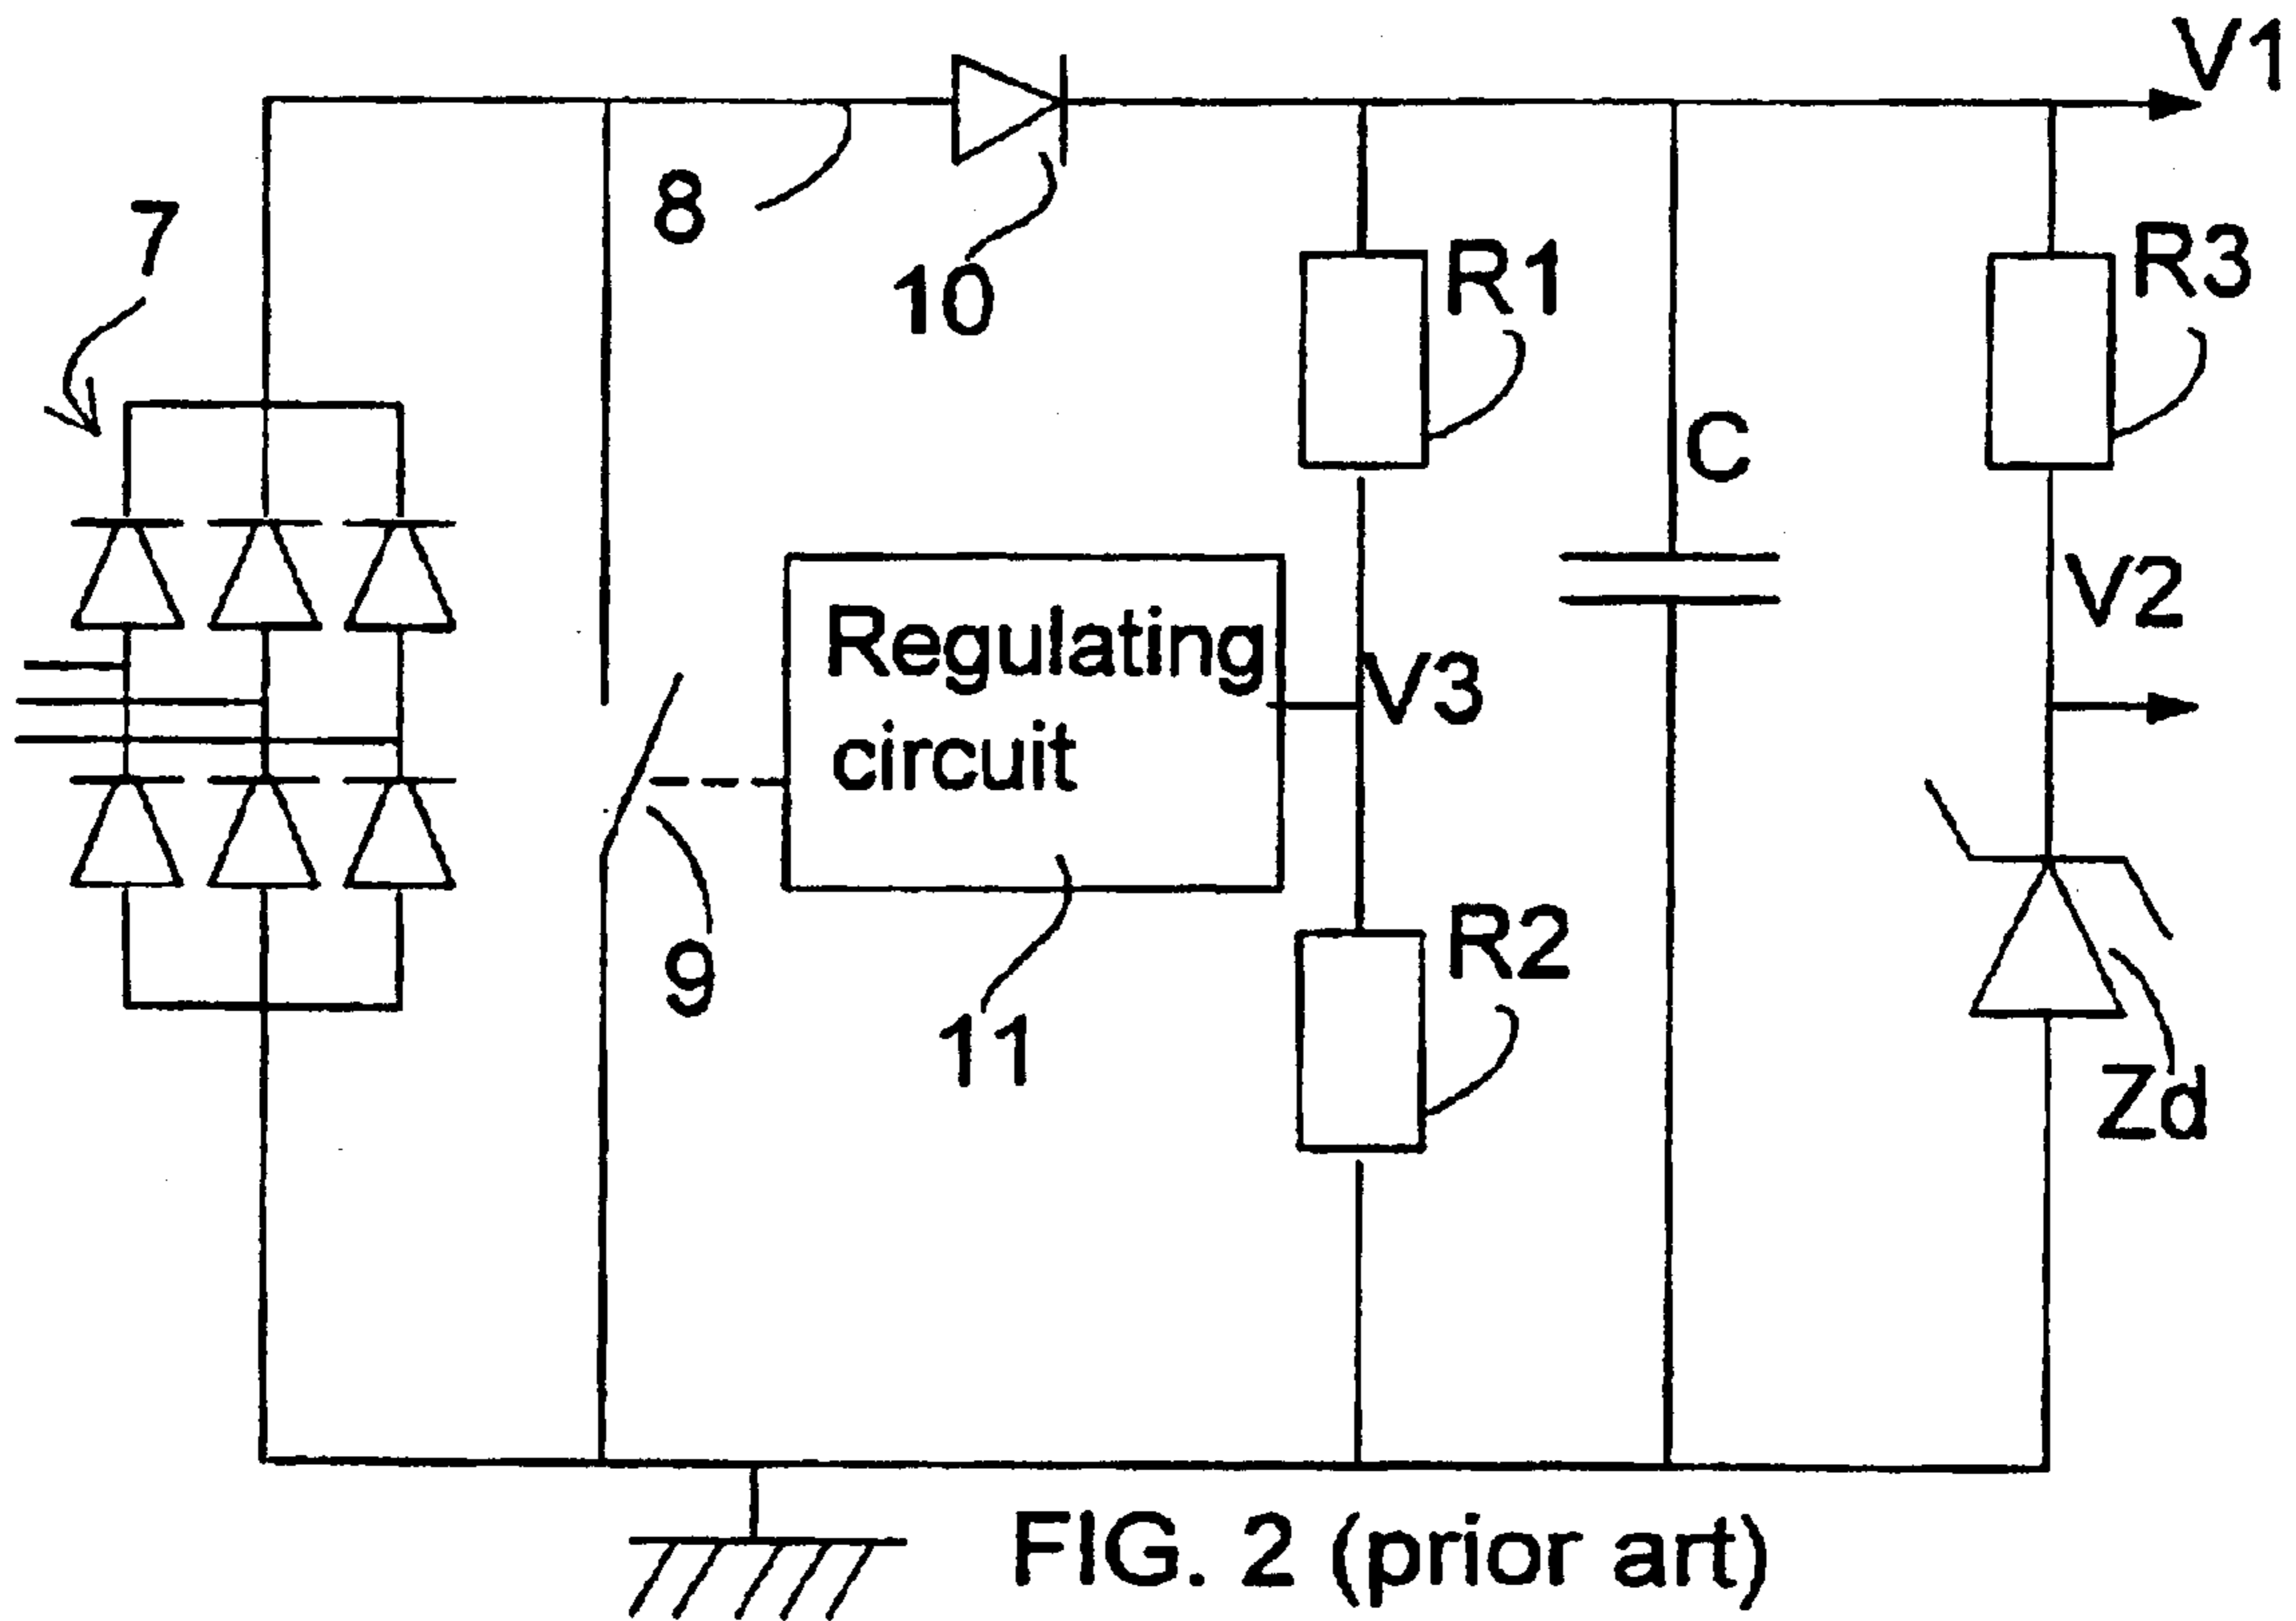 V1
8
7
10
R1
R3
C
V2
Regulating
circuit
V3
9
R2
11
Zd
FIG. 2 (prior art)